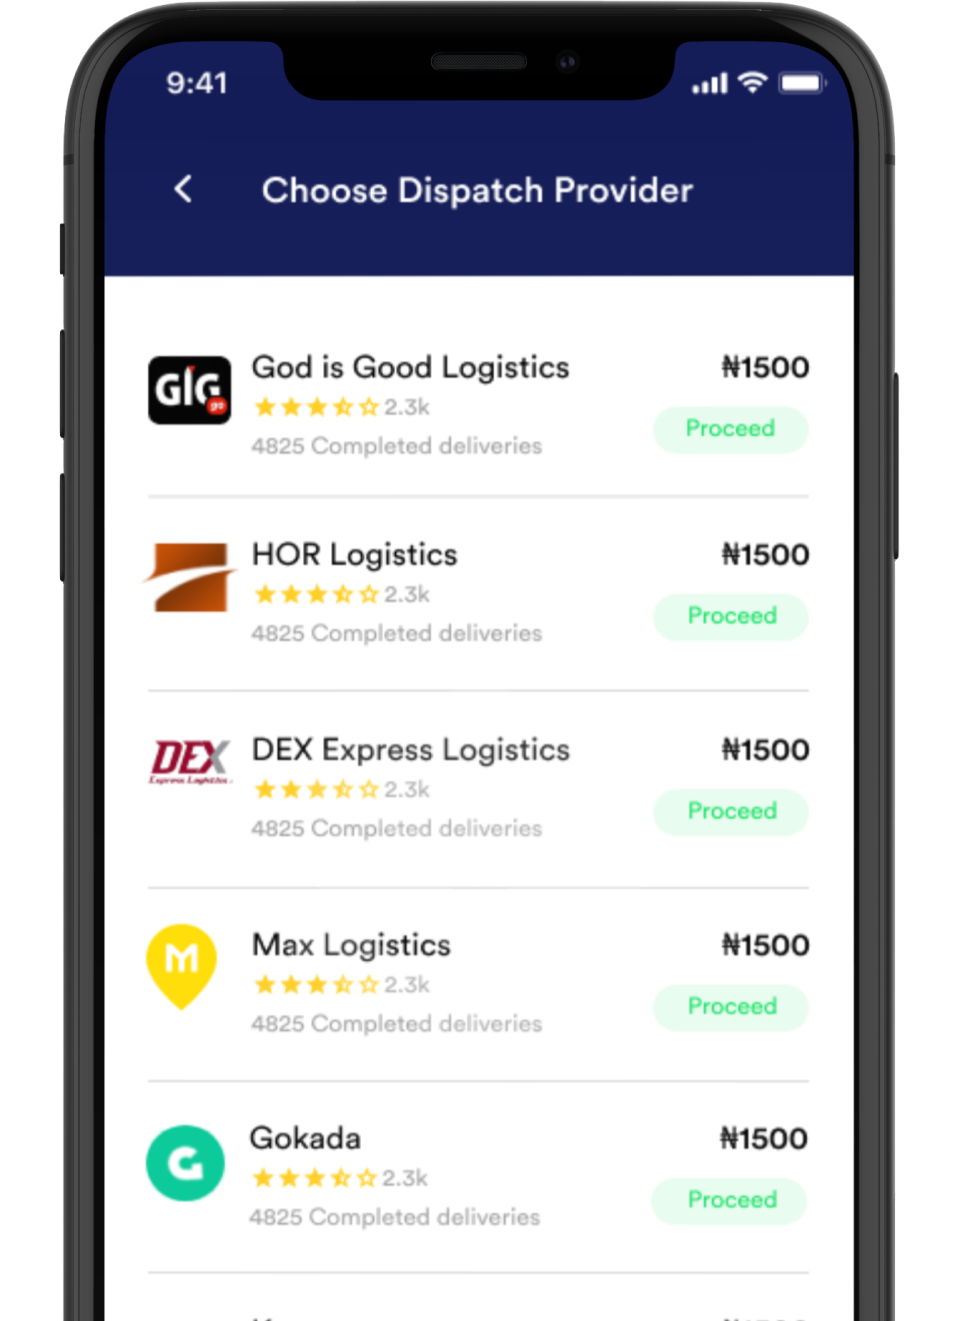 9:41
Choose Dispatch Provider
GIG
go
God is Good Logistics
₦1500
2.3k
Proceed
4825 Completed deliveries
HOR Logistics
₦1500
2.3k
Proceed
4825 Completed deliveries
DEX
Express Logistics
DEX Express Logistics
₦1500
2.3k
Proceed
4825 Completed deliveries
M
Max Logistics
₦1500
2.3k
Proceed
4825 Completed deliveries
G
Gokada
₦1500
2.3k
Proceed
4825 Completed deliveries